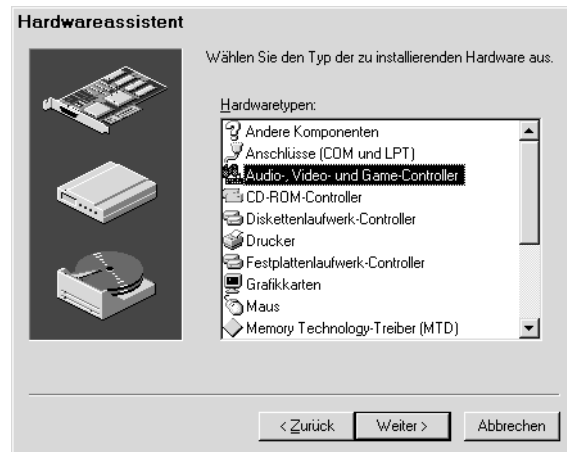 Hardwareassistent
Wählen Sie den Typ der zu installierenden Hardware aus.
Hardwaretypen:
Andere Komponenten
Anschlüsse (COM und LPT)
Audio-, Video- und Game-Controller
CD-ROM-Controller
Diskettenlaufwerk-Controller
Drucker
Festplattenlaufwerk-Controller
Grafikkarten
Maus
Memory Technology-Treiber (MTD)
< Zurück
Weiter >
Abbrechen